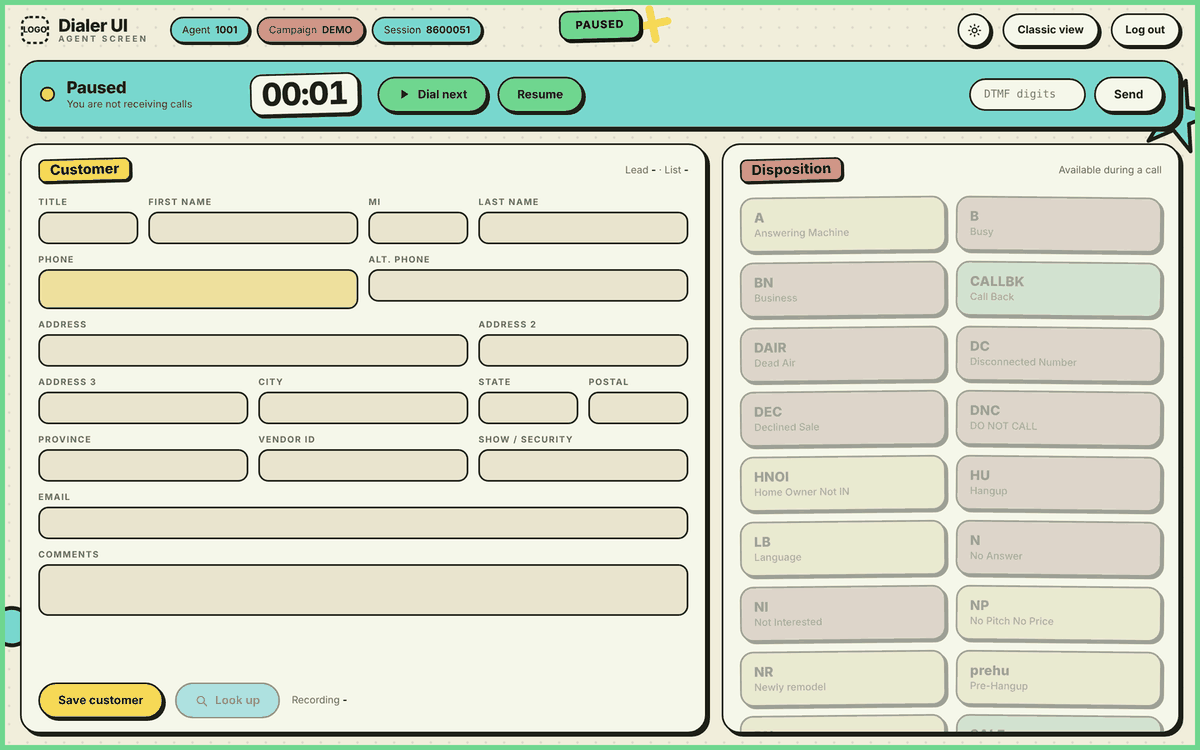 LOGO
Dialer UI
AGENT SCREEN
Agent 1001
Campaign DEMO
Session 8600051
PAUSED
Classic view
Log out
Paused
You are not receiving calls
00:01
Dial next
Resume
DTMF digits
Send
Customer
Lead - · List -
TITLE
FIRST NAME
MI
LAST NAME
PHONE
ALT. PHONE
ADDRESS
ADDRESS 2
ADDRESS 3
CITY
STATE
POSTAL
PROVINCE
VENDOR ID
SHOW / SECURITY
EMAIL
COMMENTS
Save customer
Look up
Recording -
Disposition
Available during a call
A
Answering Machine
B
Busy
BN
Business
CALLBK
Call Back
DAIR
Dead Air
DC
Disconnected Number
DEC
Declined Sale
DNC
DO NOT CALL
HNOI
Home Owner Not IN
HU
Hangup
LB
Language
N
No Answer
NI
Not Interested
NP
No Pitch No Price
NR
Newly remodel
prehu
Pre-Hangup